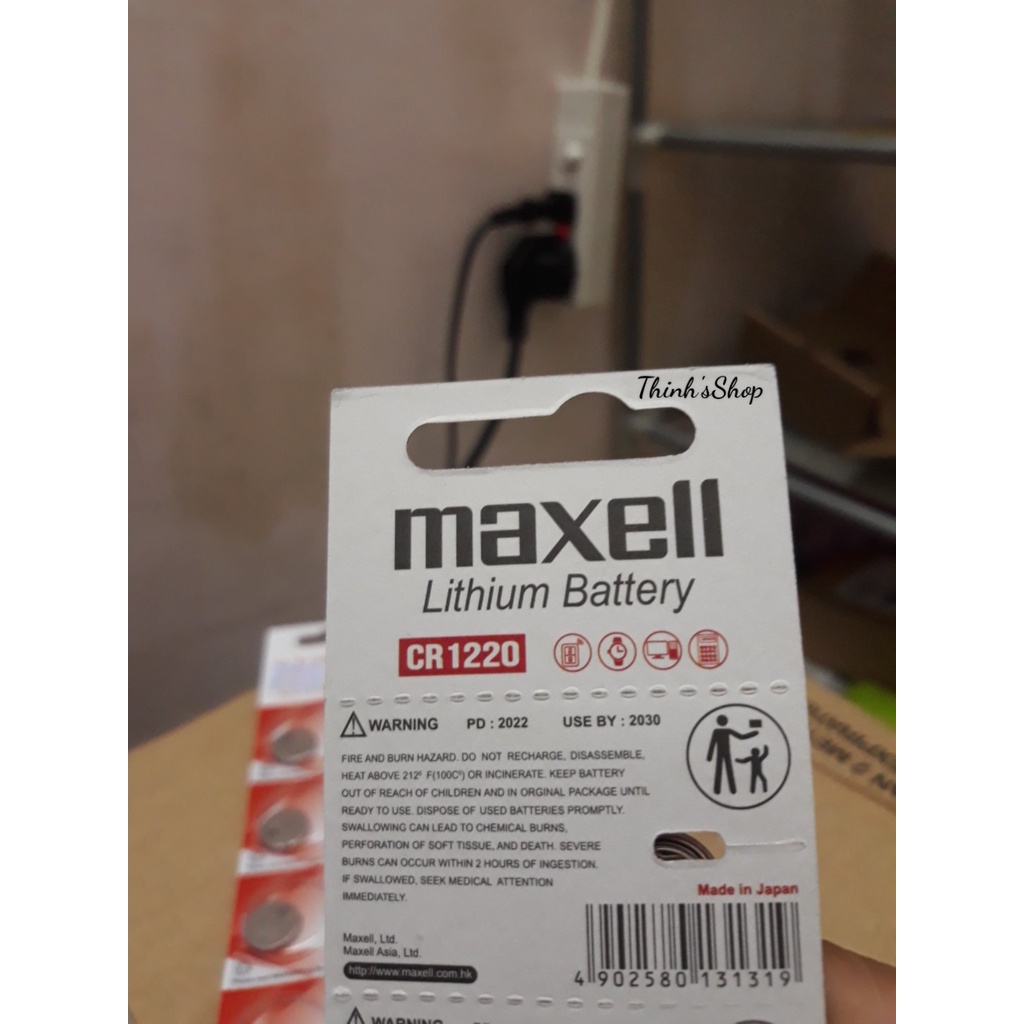 Thinh'sShop
maxell
Lithium Battery
CR1220
WARNING PD : 2022 USE BY : 2030
FIRE AND BURN HAZARD. DO NOT RECHARGE, DISASSEMBLE,
HEAT ABOVE 212º F(100Cº) OR INCINERATE. KEEP BATTERY
OUT OF REACH OF CHILDREN AND IN ORGINAL PACKAGE UNTIL
READY TO USE. DISPOSE OF USED BATTERIES PROMPTLY.
SWALLOWING CAN LEAD TO CHEMICAL BURNS,
PERFORATION OF SOFT TISSUE, AND DEATH. SEVERE
BURNS CAN OCCUR WITHIN 2 HOURS OF INGESTION.
IF SWALLOWED, SEEK MEDICAL ATTENTION
IMMEDIATELY.
Made in Japan
Maxell, Ltd.
Maxell Asia, Ltd.
http://www.maxell.com.hk
4 902580 131319
WARNING